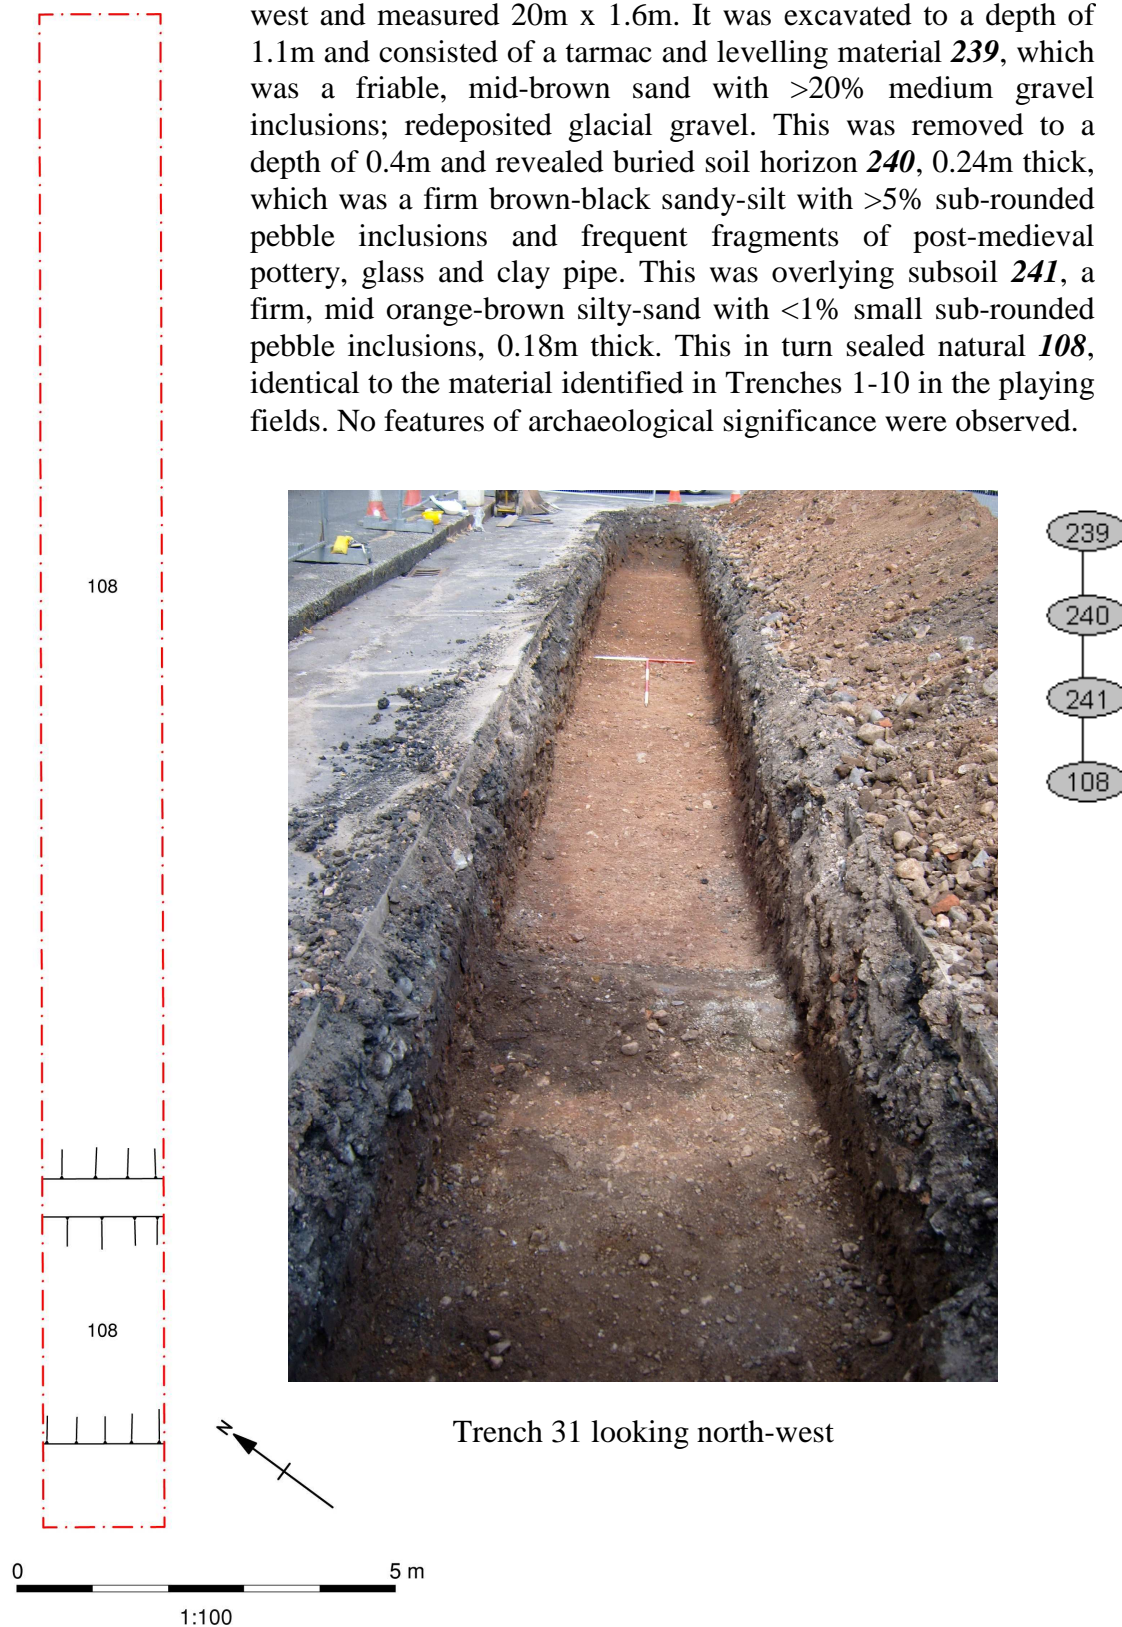 west and measured 20m x 1.6m. It was excavated to a depth of
1.1m and consisted of a tarmac and levelling material 239, which
was a friable, mid-brown sand with >20% medium gravel
inclusions; redeposited glacial gravel. This was removed to a
depth of 0.4m and revealed buried soil horizon 240, 0.24m thick,
which was a firm brown-black sandy-silt with >5% sub-rounded
pebble inclusions and frequent fragments of post-medieval
pottery, glass and clay pipe. This was overlying subsoil 241, a
firm, mid orange-brown silty-sand with <1% small sub-rounded
pebble inclusions, 0.18m thick. This in turn sealed natural 108,
identical to the material identified in Trenches 1-10 in the playing
fields. No features of archaeological significance were observed.
239
108
240
241
108
108
N
Trench 31 looking north-west
0 5 m
1:100